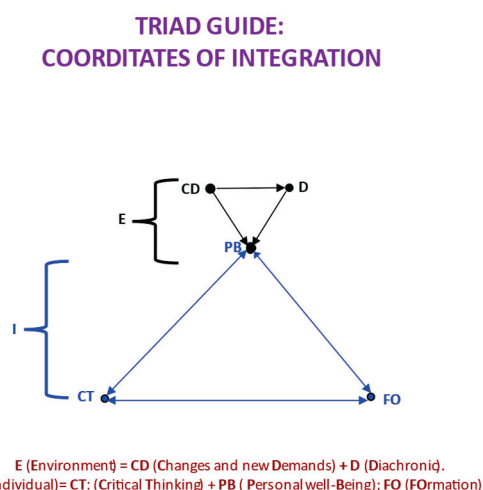 TRIAD GUIDE:
COORDITATES OF INTEGRATION
CD
D
E
PB
I
CT
FO
E (Environment) = CD (Changes and new Demands) + D (Diachronic).
ndividual)= CT: (Critical Thinking) + PB ( Personal well-Being); FO (FOrmation)